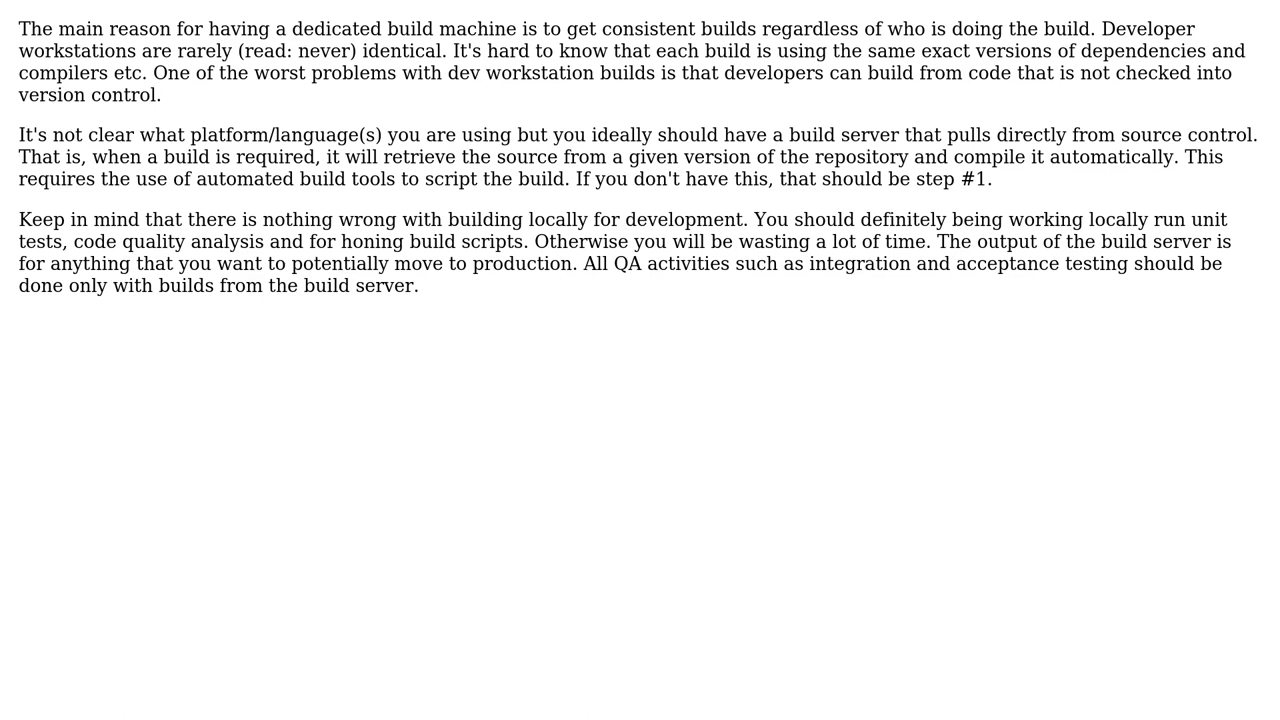 The main reason for having a dedicated build machine is to get consistent builds regardless of who is doing the build. Developer
workstations are rarely (read: never) identical. It's hard to know that each build is using the same exact versions of dependencies and
compilers etc. One of the worst problems with dev workstation builds is that developers can build from code that is not checked into
version control.
It's not clear what platform/language(s) you are using but you ideally should have a build server that pulls directly from source control.
That is, when a build is required, it will retrieve the source from a given version of the repository and compile it automatically. This
requires the use of automated build tools to script the build. If you don't have this, that should be step #1.
Keep in mind that there is nothing wrong with building locally for development. You should definitely being working locally run unit
tests, code quality analysis and for honing build scripts. Otherwise you will be wasting a lot of time. The output of the build server is
for anything that you want to potentially move to production. All QA activities such as integration and acceptance testing should be
done only with builds from the build server.